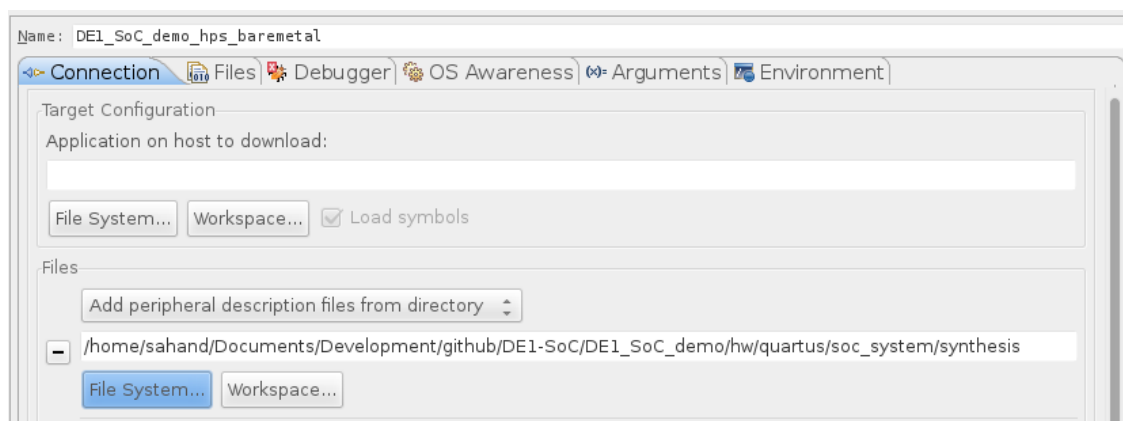 Name: DE1_SoC_demo_hps_baremetal
Connection Files Debugger OS Awareness Arguments Environment
Target Configuration
Application on host to download:
File System... Workspace... Load symbols
Files
Add peripheral description files from directory
/home/sahand/Documents/Development/github/DE1-SoC/DE1_SoC_demo/hw/quartus/soc_system/synthesis
File System... Workspace...